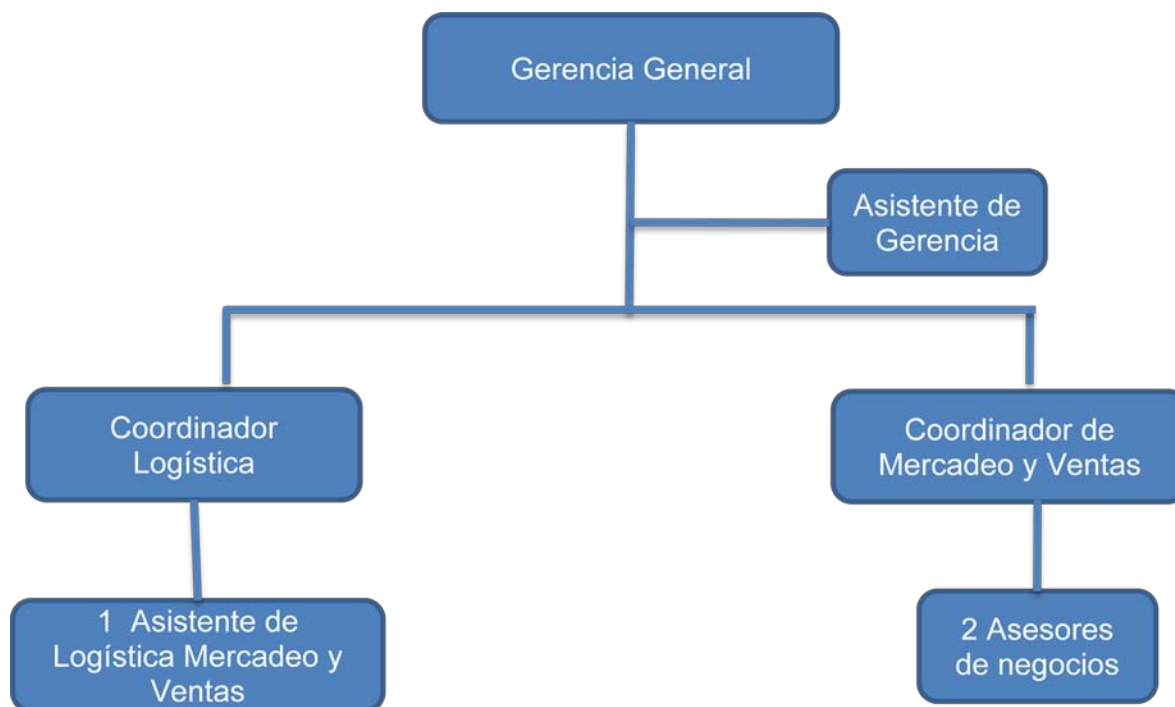 Gerencia General
Asistente de
Gerencia
Coordinador
Logística
Coordinador de
Mercadeo y Ventas
1 Asistente de
Logística Mercadeo y
Ventas
2 Asesores
de negocios